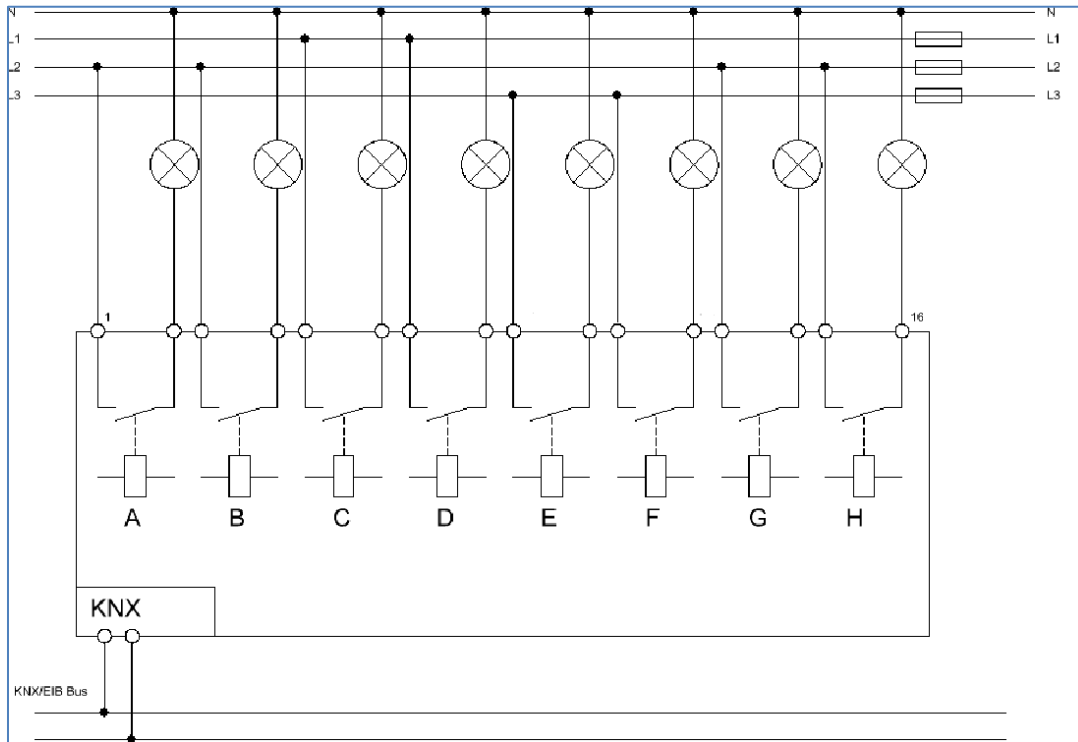 N N
L1 L1
L2 L2
L3 L3
1 16
A B C D E F G H
KNX
KNX/EIB Bus